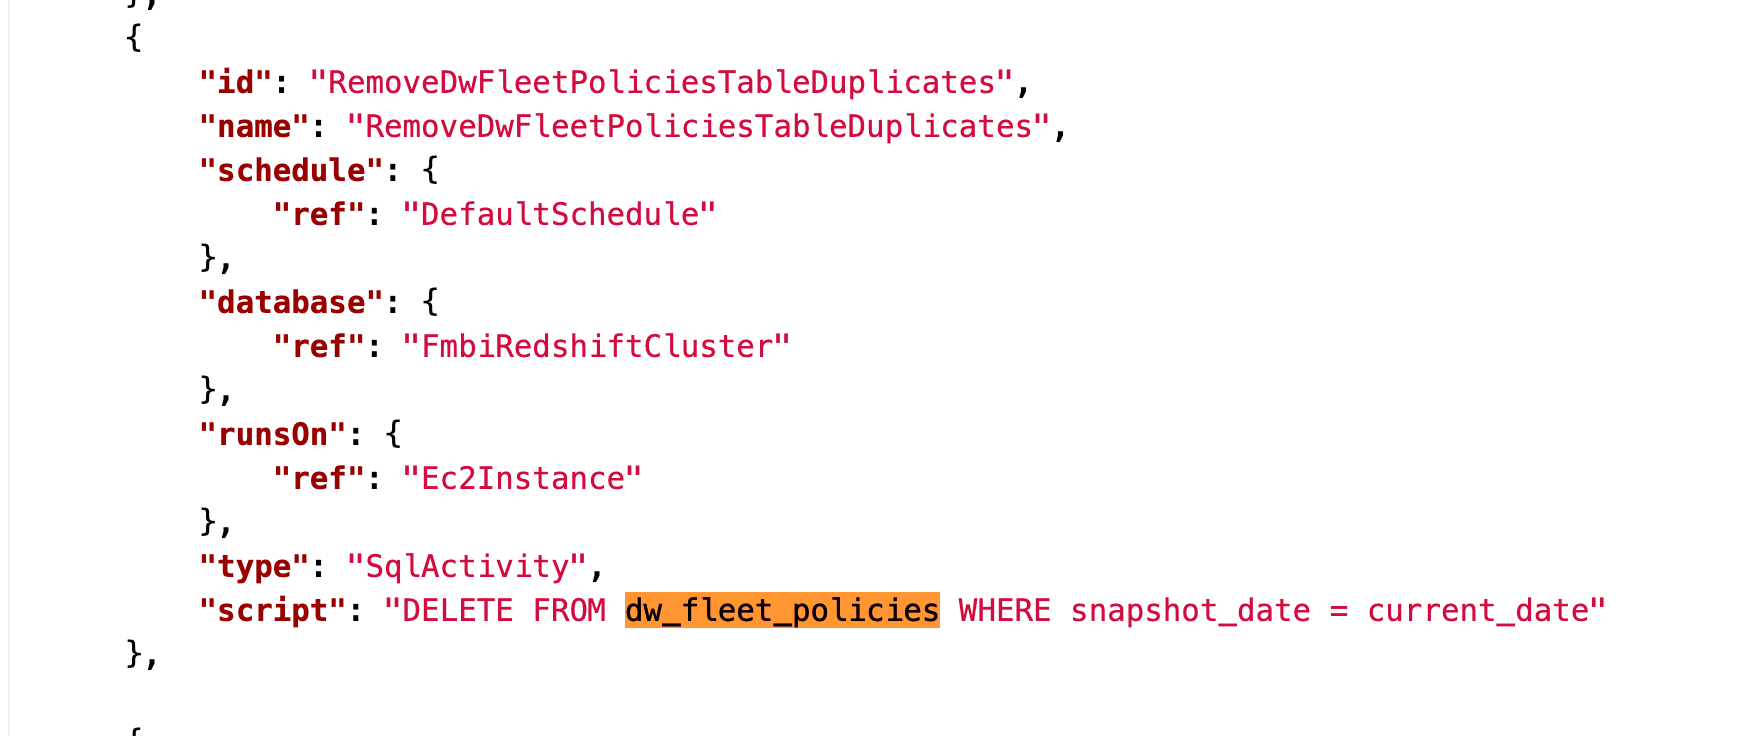 },
{
"id": "RemoveDwFleetPoliciesTableDuplicates",
"name": "RemoveDwFleetPoliciesTableDuplicates",
"schedule": {
"ref": "DefaultSchedule"
},
"database": {
"ref": "FmbiRedshiftCluster"
},
"runsOn": {
"ref": "Ec2Instance"
},
"type": "SqlActivity",
"script": "DELETE FROM dw_fleet_policies WHERE snapshot_date = current_date"
},
{